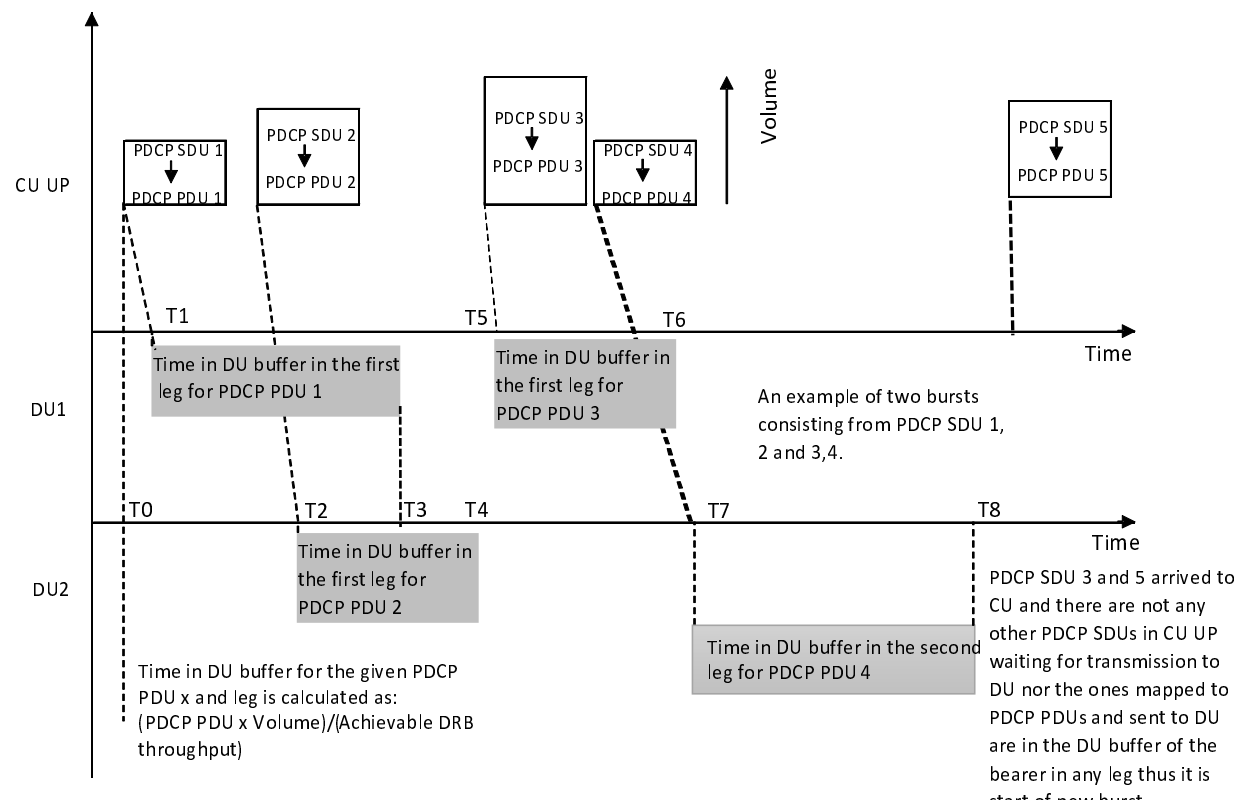 Volume
PDCP SDU 1
PDCP PDU 1
PDCP SDU 2
PDCP PDU 2
PDCP SDU 3
PDCP PDU 3
PDCP SDU 4
PDCP PDU 4
PDCP SDU 5
PDCP PDU 5
CU UP
T1
T5
T6
Time
Time in DU buffer in the first
leg for PDCP PDU 1
Time in DU buffer in
the first leg for
PDCP PDU 3
An example of two bursts
consisting from PDCP SDU 1,
2 and 3,4.
DU1
T0
T2
T3
T4
T7
T8
Time
Time in DU buffer in
the first leg for
PDCP PDU 2
DU2
Time in DU buffer in the second
leg for PDCP PDU 4
PDCP SDU 3 and 5 arrived to
CU and there are not any
other PDCP SDUs in CU UP
waiting for transmission to
DU nor the ones mapped to
PDCP PDUs and sent to DU
are in the DU buffer of the
bearer in any leg thus it is
start of new burst
Time in DU buffer for the given PDCP
PDU x and leg is calculated as:
(PDCP PDU x Volume)/(Achievable DRB
throughput)